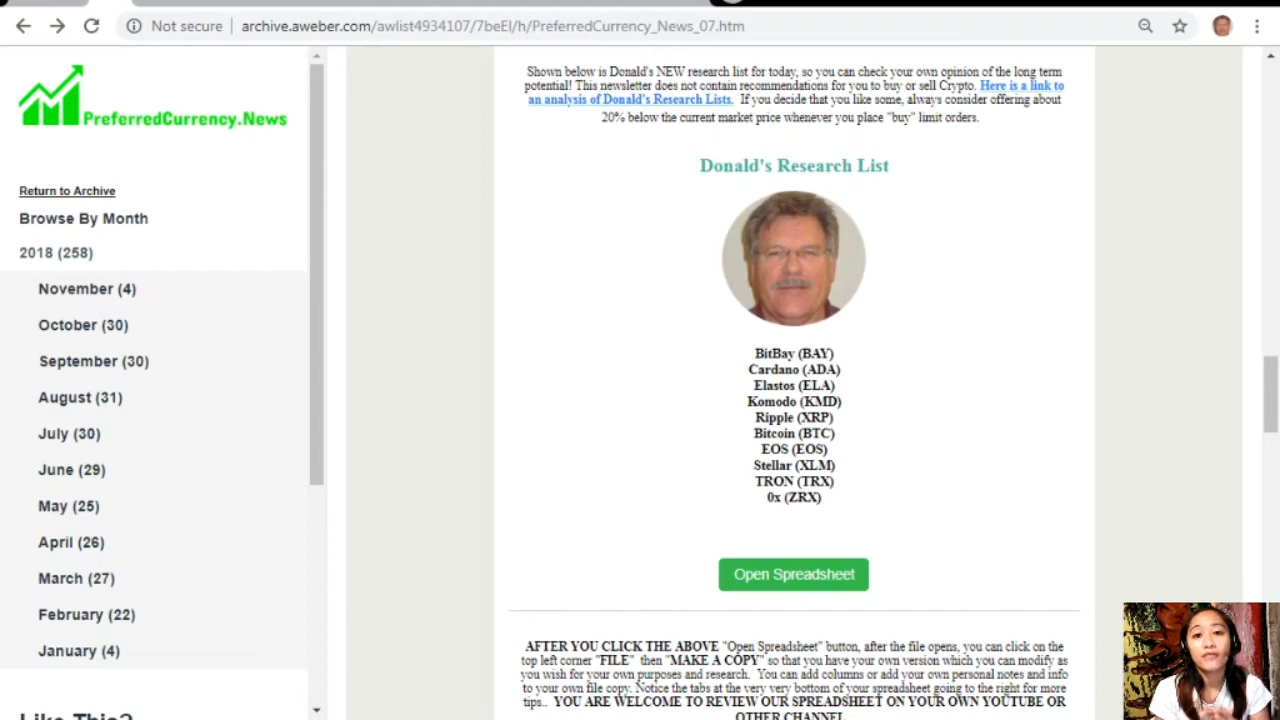 Not secure | archive.aweber.com/awlist4934107/7beEl/h/PreferredCurrency_News_07.htm
PreferredCurrency.News
Return to Archive
Browse By Month
2018 (258)
November (4)
October (30)
September (30)
August (31)
July (30)
June (29)
May (25)
April (26)
March (27)
February (22)
January (4)
Like This?
Shown below is Donald's NEW research list for today, so you can check your own opinion of the long term
potential! This newsletter does not contain recommendations for you to buy or sell Crypto. Here is a link to
an analysis of Donald's Research Lists. If you decide that you like some, always consider offering about
20% below the current market price whenever you place "buy" limit orders.
Donald's Research List
BitBay (BAY)
Cardano (ADA)
Elastos (ELA)
Komodo (KMD)
Ripple (XRP)
Bitcoin (BTC)
EOS (EOS)
Stellar (XLM)
TRON (TRX)
0x (ZRX)
Open Spreadsheet
AFTER YOU CLICK THE ABOVE "Open Spreadsheet" button, after the file opens, you can click on the
top left corner "FILE" then "MAKE A COPY" so that you have your own version which you can modify as
you wish for your own purposes and research. You can add columns or add your own personal notes and info
to your own file copy. Notice the tabs at the very very bottom of your spreadsheet going to the right for more
tips.. YOU ARE WELCOME TO REVIEW OUR SPREADSHEET ON YOUR OWN YOUTUBE OR
OTHER CHANNEL